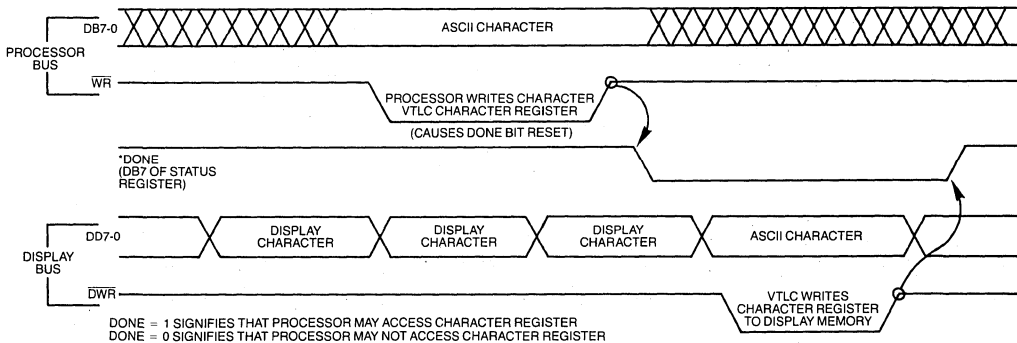 DB7-0
ASCII CHARACTER
PROCESSOR
BUS
WR
PROCESSOR WRITES CHARACTER
VTLC CHARACTER REGISTER
(CAUSES DONE BIT RESET)
*DONE
(DB7 OF STATUS
REGISTER)
DD7-0
DISPLAY
CHARACTER
DISPLAY
CHARACTER
DISPLAY
CHARACTER
ASCII CHARACTER
DISPLAY
BUS
DWR
VTLC WRITES
CHARACTER REGISTER
TO DISPLAY MEMORY
DONE = 1 SIGNIFIES THAT PROCESSOR MAY ACCESS CHARACTER REGISTER
DONE = 0 SIGNIFIES THAT PROCESSOR MAY NOT ACCESS CHARACTER REGISTER